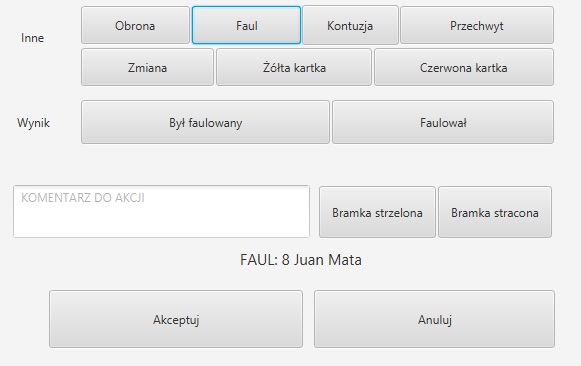 Inne
Obrona
Faul
Kontuzja
Przechwyt
Zmiana
Żółta kartka
Czerwona kartka
Wynik
Był faulowany
Faulował
KOMENTARZ DO AKCJI
Bramka strzelona
Bramka stracona
FAUL: 8 Juan Mata
Akceptuj
Anuluj